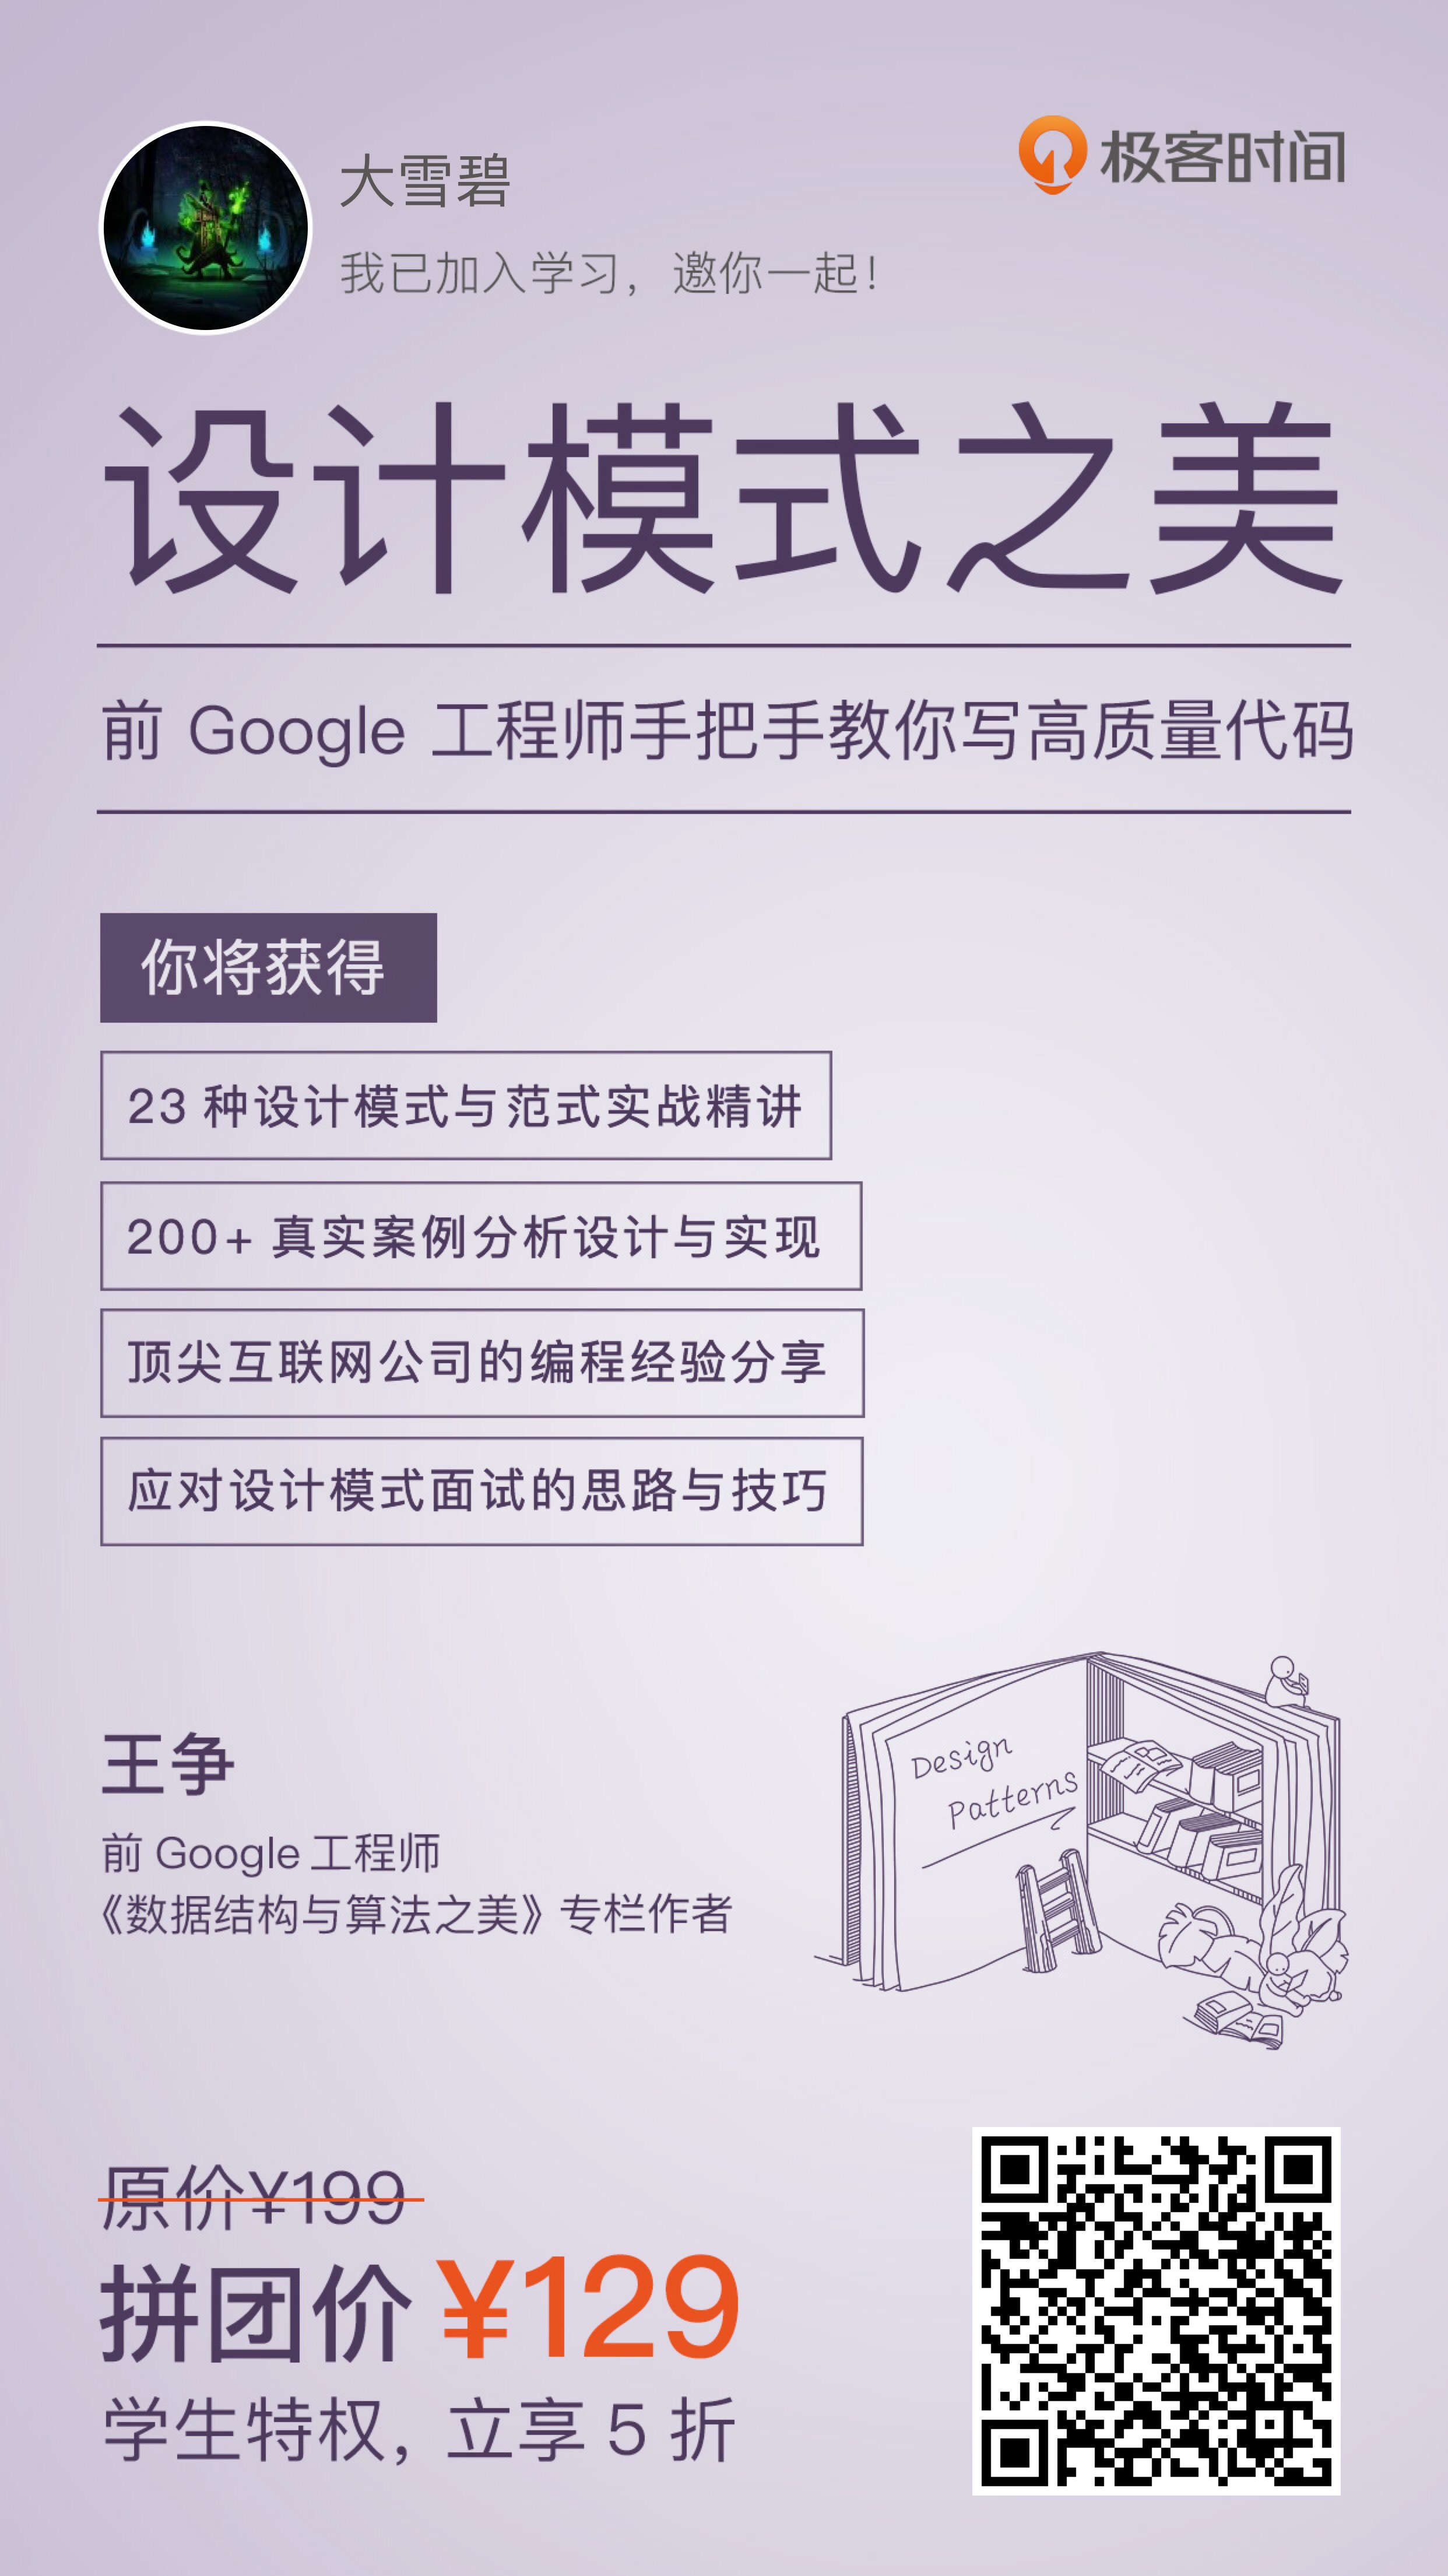 大雪碧
极客时间
我已加入学习，邀你一起！
设计模式之美
前 Google 工程师手把手教你写高质量代码
你将获得
23 种设计模式与范式实战精讲
200+ 真实案例分析设计与实现
顶尖互联网公司的编程经验分享
应对设计模式面试的思路与技巧
Design
Patterns
王争
前 Google 工程师
《数据结构与算法之美》专栏作者
原价¥199
拼团价 ¥129
学生特权，立享 5 折